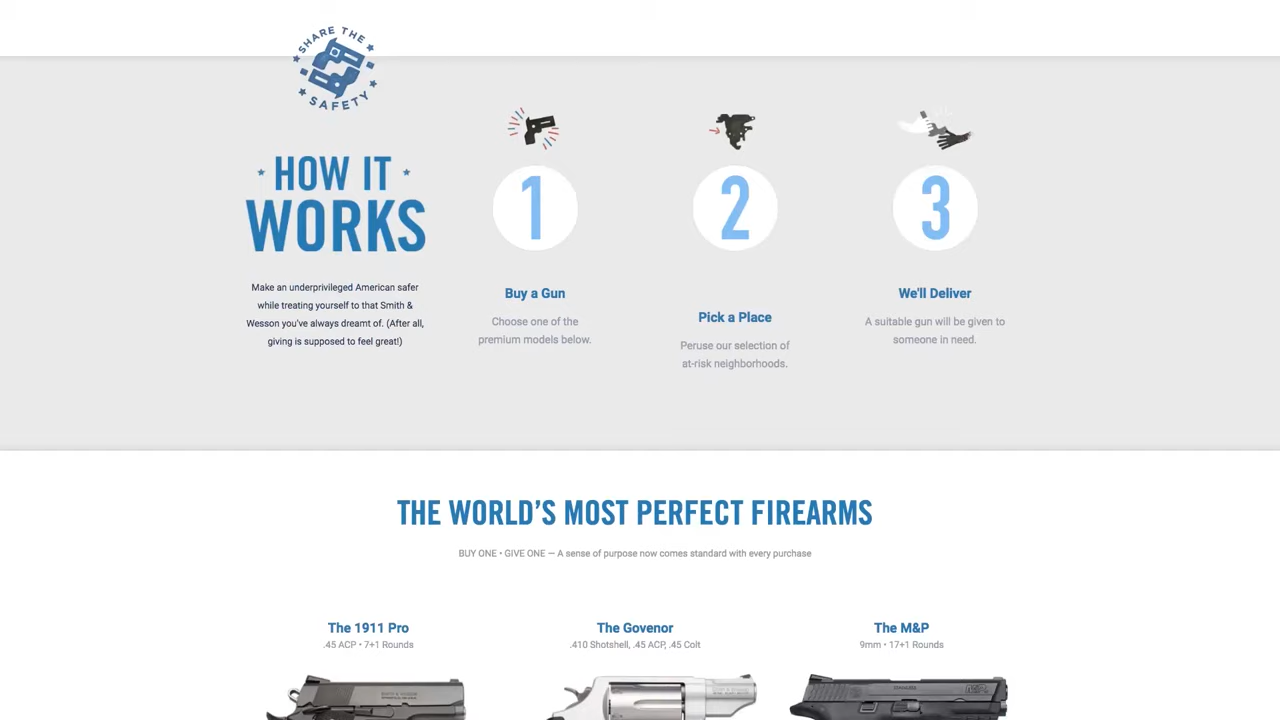 SHARE THE
SAFETY
HOW IT
WORKS
Make an underprivileged American safer
while treating yourself to that Smith &
Wesson you've always dreamt of. (After all,
giving is supposed to feel great!)
1
Buy a Gun
Choose one of the
premium models below.
2
Pick a Place
Peruse our selection of
at-risk neighborhoods.
3
We'll Deliver
A suitable gun will be given to
someone in need.
THE WORLD'S MOST PERFECT FIREARMS
BUY ONE • GIVE ONE — A sense of purpose now comes standard with every purchase
The 1911 Pro
.45 ACP • 7+1 Rounds
The Govenor
.410 Shotshell, .45 ACP, .45 Colt
The M&P
9mm • 17+1 Rounds